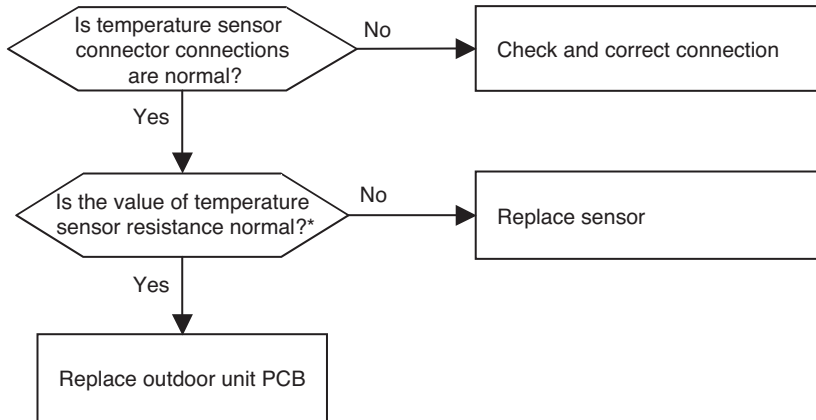 Is temperature sensor
connector connections
are normal?
No
Check and correct connection
Yes
Is the value of temperature
sensor resistance normal?*
No
Replace sensor
Yes
Replace outdoor unit PCB